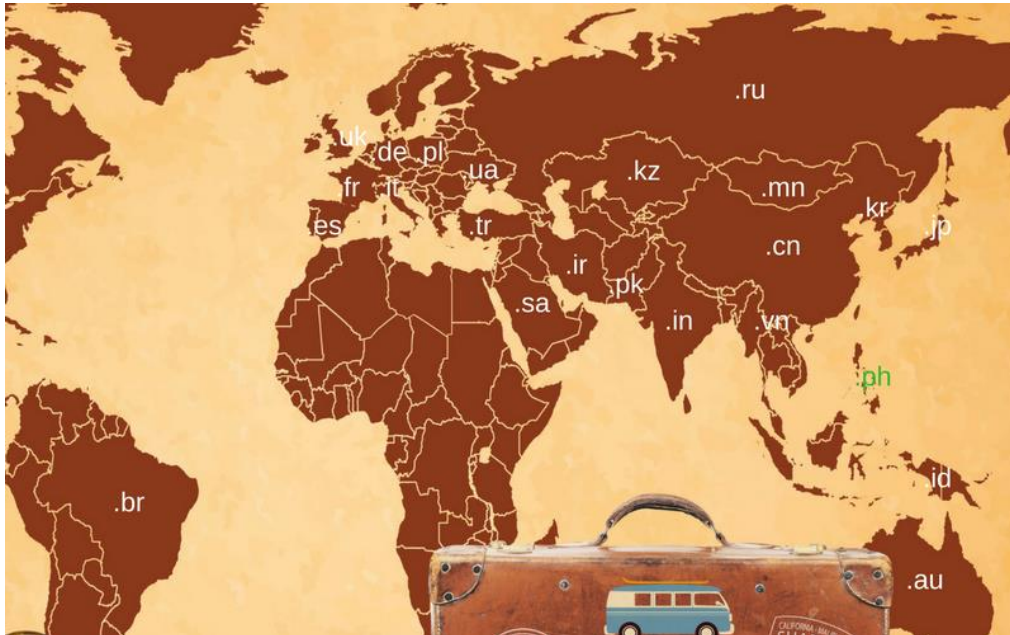 .ru
.uk
de
pl
.ua
.kz
fr
it
.mn
kr
es
.tr
.jp
.cn
.ir
.pk
.sa
.in
.vn
.ph
.id
.br
.au
CALIFORNIA